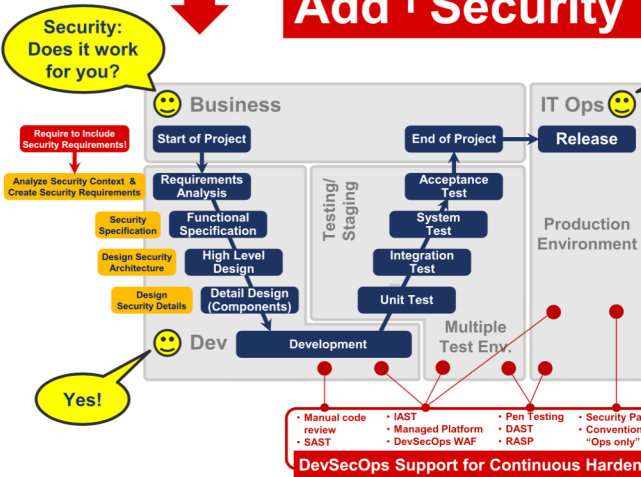 Add ' Security
Security:
Does it work
for you?
Business
IT Ops
Require to Include
Security Requirements!
Start of Project
End of Project
Release
Analyze Security Context &
Create Security Requirements
Requirements
Analysis
Testing/
Staging
Acceptance
Test
Security
Specification
Functional
Specification
System
Test
Production
Environment
Design Security
Architecture
High Level
Design
Integration
Test
Design
Security Details
Detail Design
(Components)
Unit Test
Multiple
Test Env.
Dev
Development
Yes!
• Manual code
review
• SAST
• IAST
• Managed Platform
• DevSecOps WAF
• Pen Testing
• DAST
• RASP
• Security Pa
• Convention
"Ops only"
DevSecOps Support for Continuous Harden